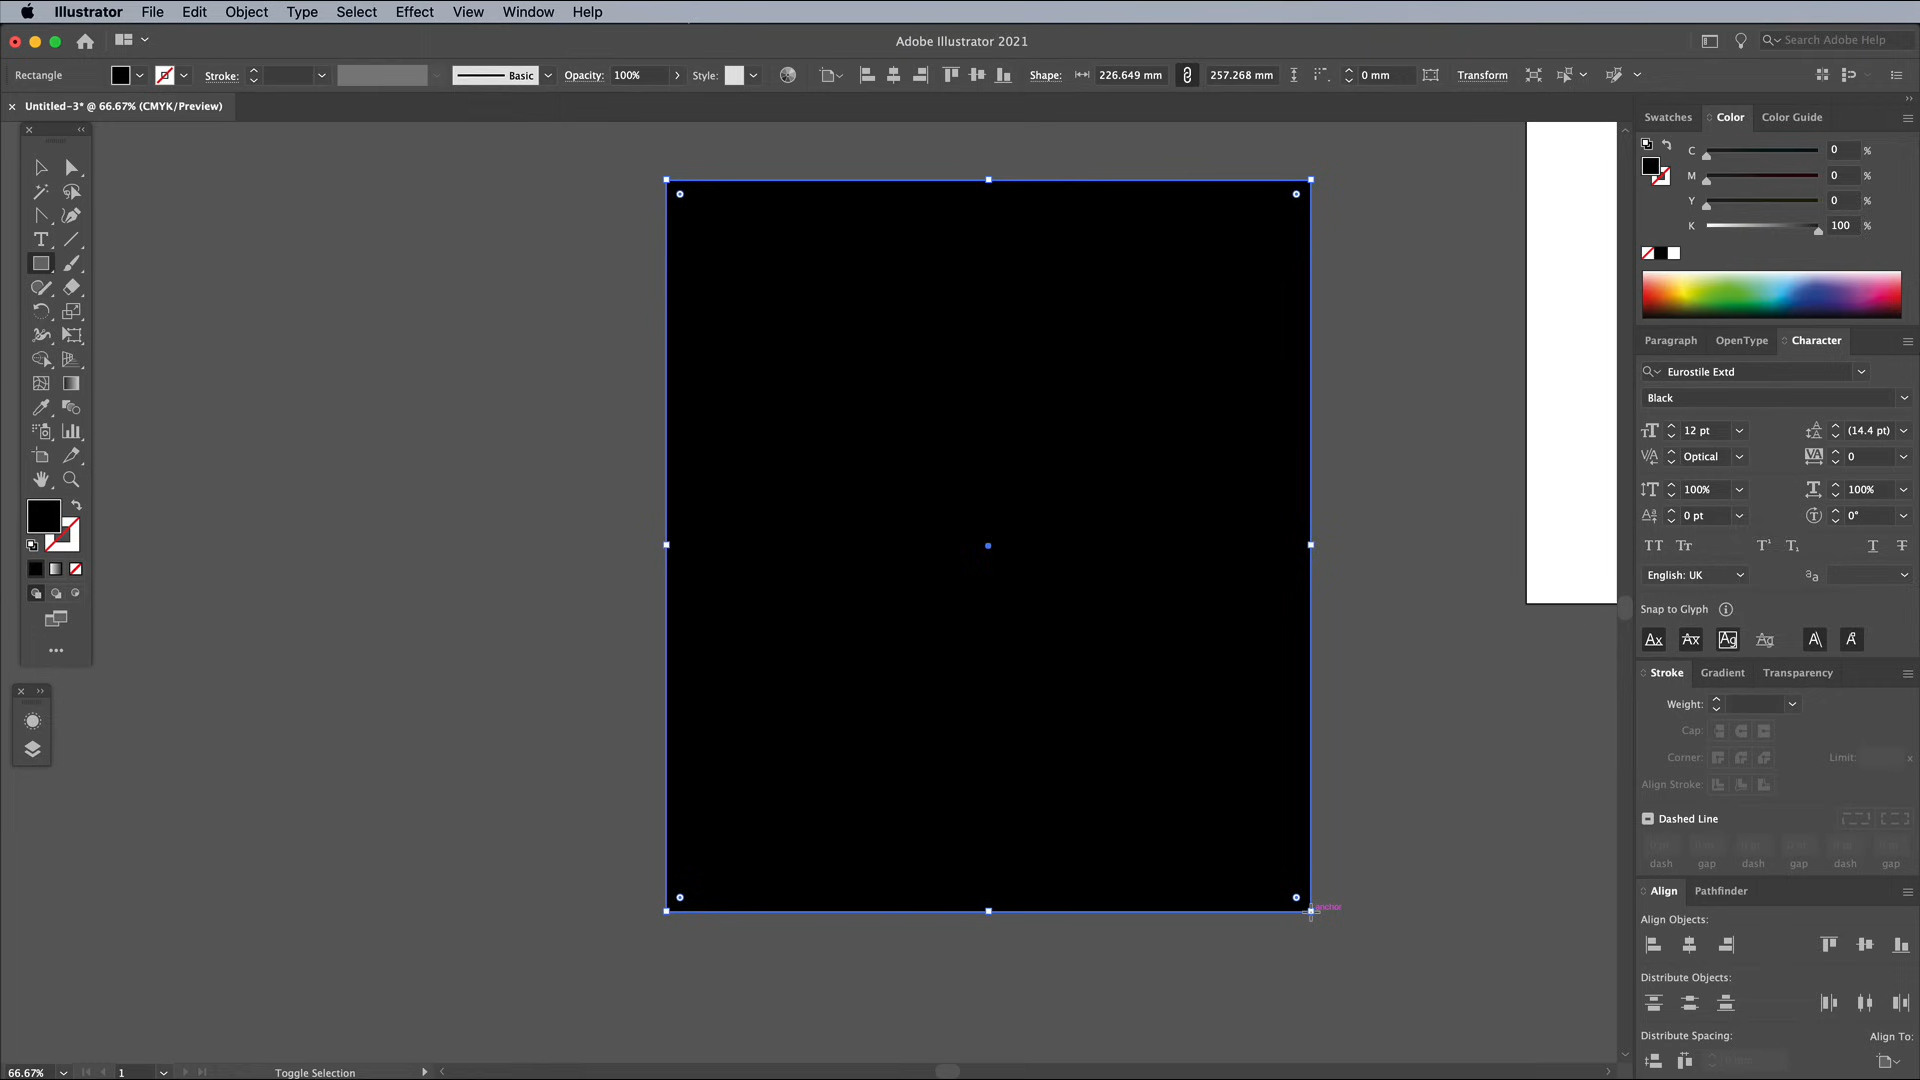 Illustrator File Edit Object Type Select Effect View Window Help
Adobe Illustrator 2021
Search Adobe Help
Rectangle Stroke: Basic Opacity: 100% Style: Shape: 226.649 mm 257.268 mm 0 mm Transform
Untitled-3* @ 66.67% (CMYK/Preview)
Swatches Color Color Guide
C 0 %
M 0 %
Y 0 %
K 100 %
Paragraph OpenType Character
Eurostile Extd
Black
12 pt (14.4 pt)
Optical 0
100% 100%
0 pt 0°
English: UK
Snap to Glyph
Stroke Gradient Transparency
Weight:
Cap:
Corner: Limit: x
Align Stroke:
Dashed Line
dash gap dash gap dash gap
Align Pathfinder
Align Objects:
Distribute Objects:
Distribute Spacing: Align To:
anchor
66.67% 1 Toggle Selection